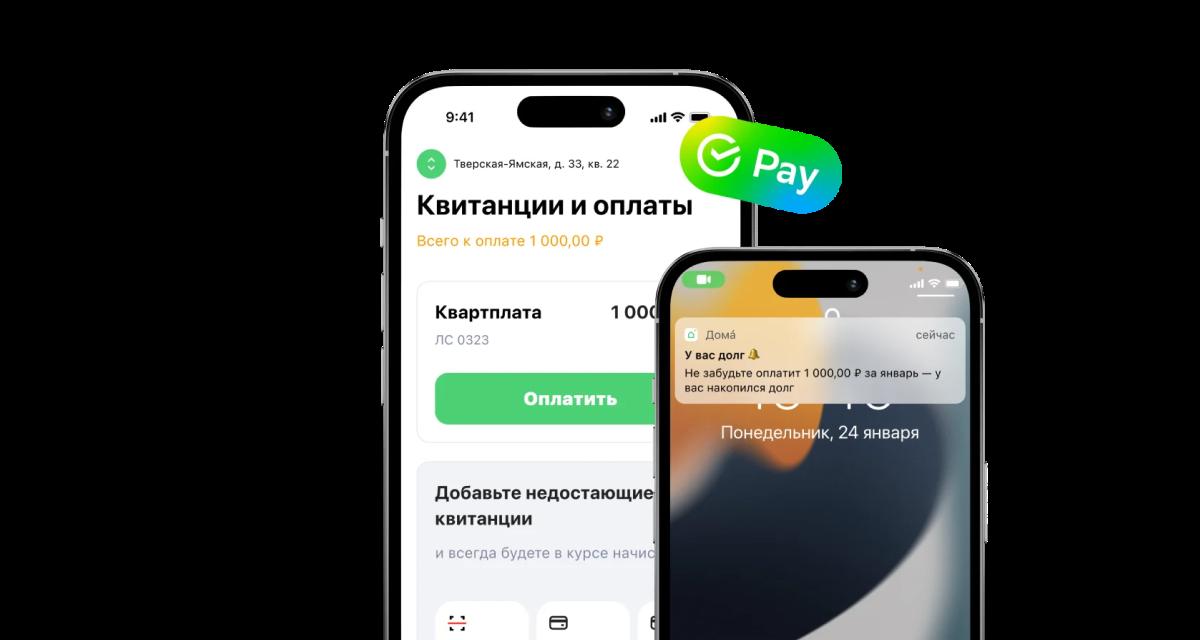 9:41
Тверская-Ямская, д. 33, кв. 22
Квитанции и оплаты
Всего к оплате 1 000,00 ₽
Квартплата 1 000
ЛС 0323
Оплатить
Добавьте недостающие
квитанции
и всегда будете в курсе начис
Pay
Дома́ сейчас
У вас долг
Не забудьте оплатит 1 000,00 ₽ за январь — у
вас накопился долг
Понедельник, 24 января